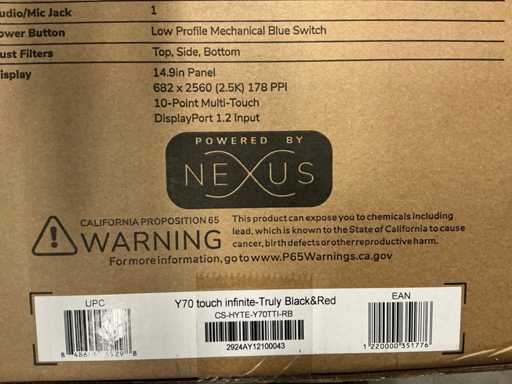 udio/Mic Jack 1
ower Button Low Profile Mechanical Blue Switch
ust Filters Top, Side, Bottom
isplay 14.9in Panel
682 x 2560 (2.5K) 178 PPI
10-Point Multi-Touch
DisplayPort 1.2 Input
POWERED BY
NEXUS
CALIFORNIA PROPOSITION 65
WARNING
This product can expose you to chemicals including
lead, which is known to the State of California to cause
cancer, birth defects or other reproductive harm.
For more information, go to www.P65Warnings.ca.gov
UPC
Y70 touch infinite-Truly Black&Red
EAN
CS-HYTE-Y70TTI-RB
2924AY12100043
1 220000 351776